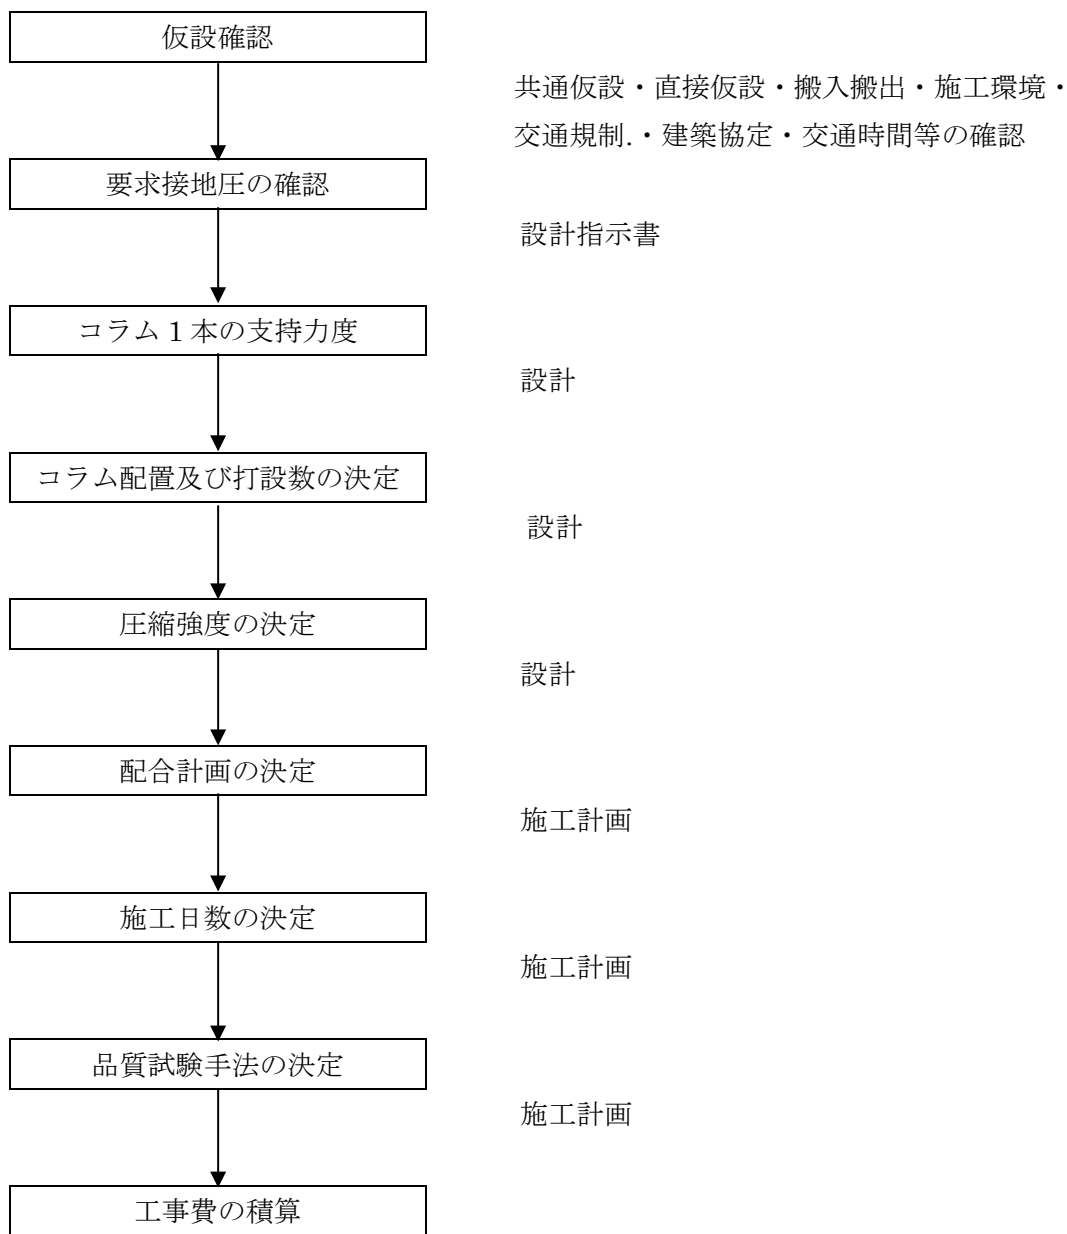 仮設確認
共通仮設・直接仮設・搬入搬出・施工環境・
交通規制.・建築協定・交通時間等の確認
要求接地圧の確認
設計指示書
コラム１本の支持力度
設計
コラム配置及び打設数の決定
設計
圧縮強度の決定
設計
配合計画の決定
施工計画
施工日数の決定
施工計画
品質試験手法の決定
施工計画
工事費の積算